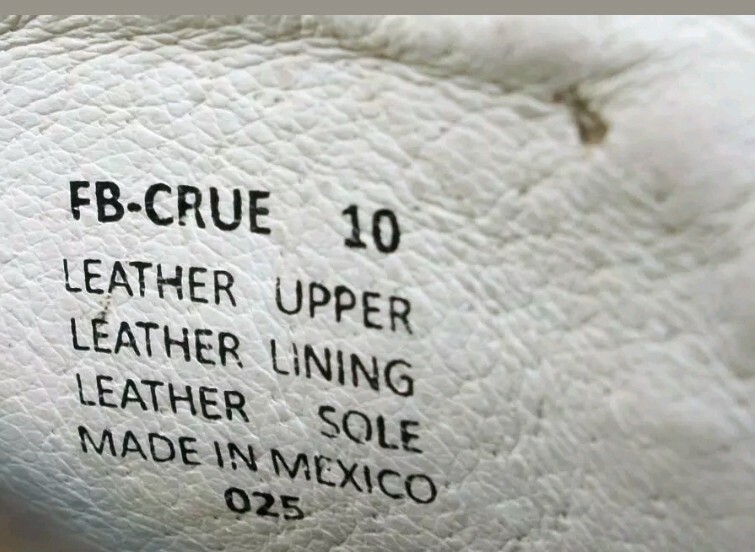 FB-CRUE 10
LEATHER UPPER
LEATHER LINING
LEATHER SOLE
MADE IN MEXICO
025